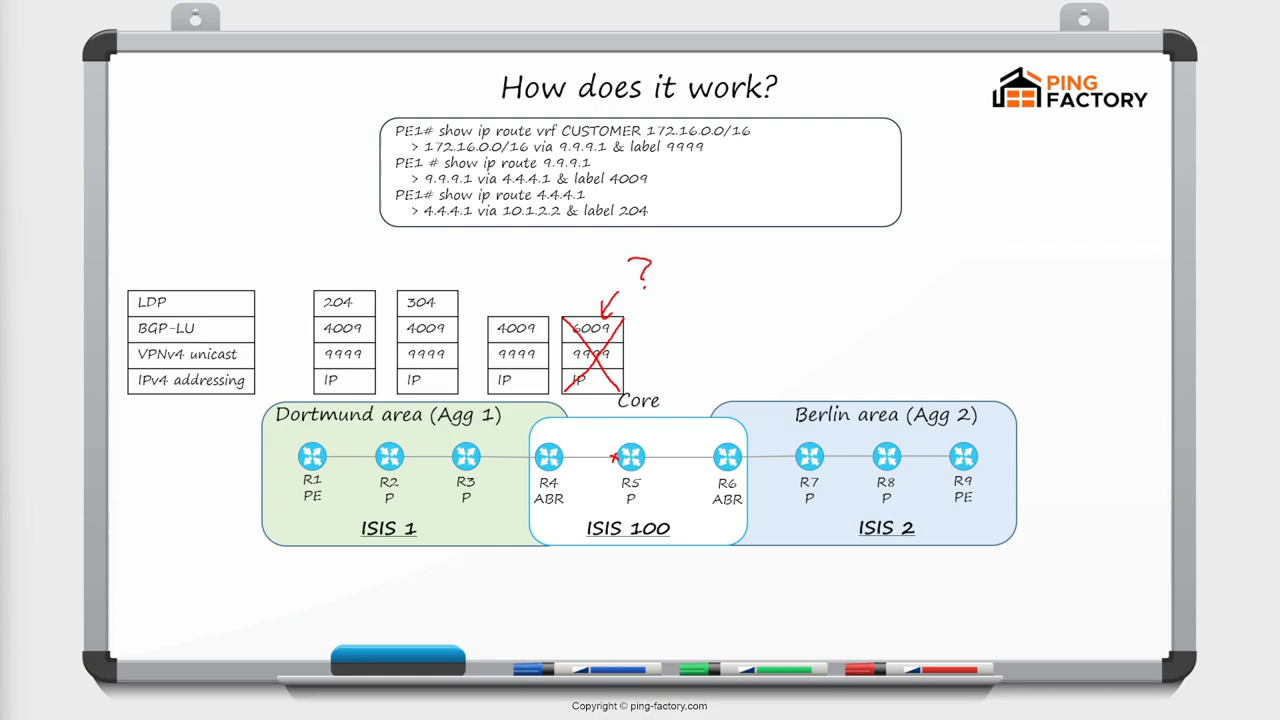 How does it work?
PING
FACTORY
PE1# show ip route vrf CUSTOMER 172.16.0.0/16
> 172.16.0.0/16 via 9.9.9.1 & label 9999
PE1 # show ip route 9.9.9.1
> 9.9.9.1 via 4.4.4.1 & label 4009
PE1# show ip route 4.4.4.1
> 4.4.4.1 via 10.1.2.2 & label 204
?
LDP 204 304
BGP-LU 4009 4009 4009 6009
VPNv4 unicast 9999 9999 9999 9999
IPv4 addressing IP IP IP IP
Core
Dortmund area (Agg 1) Berlin area (Agg 2)
R1 R2 R3 R4 R5 R6 R7 R8 R9
PE P P ABR P ABR P P PE
ISIS 1 ISIS 100 ISIS 2
Copyright © ping-factory.com